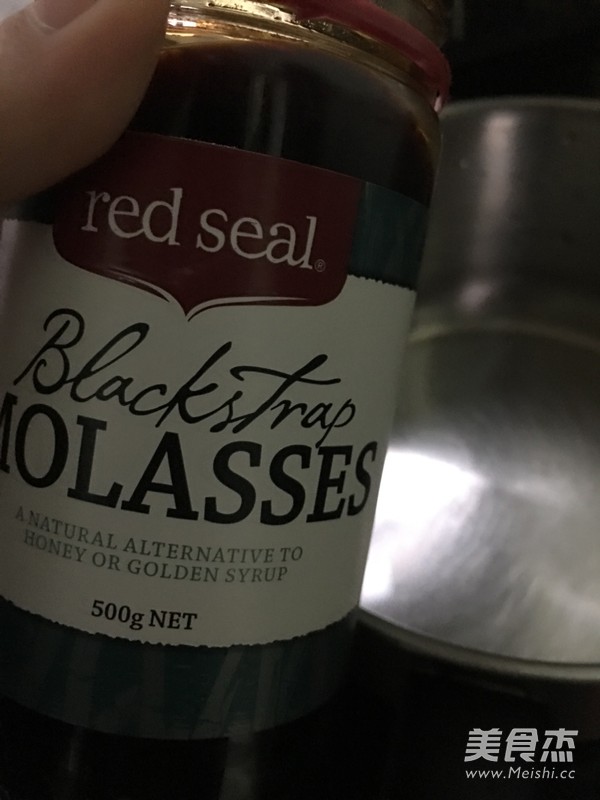 red seal®
Blackstrap
MOLASSES
A NATURAL ALTERNATIVE TO
HONEY OR GOLDEN SYRUP
500g NET
美食杰
www.Meishi.cc